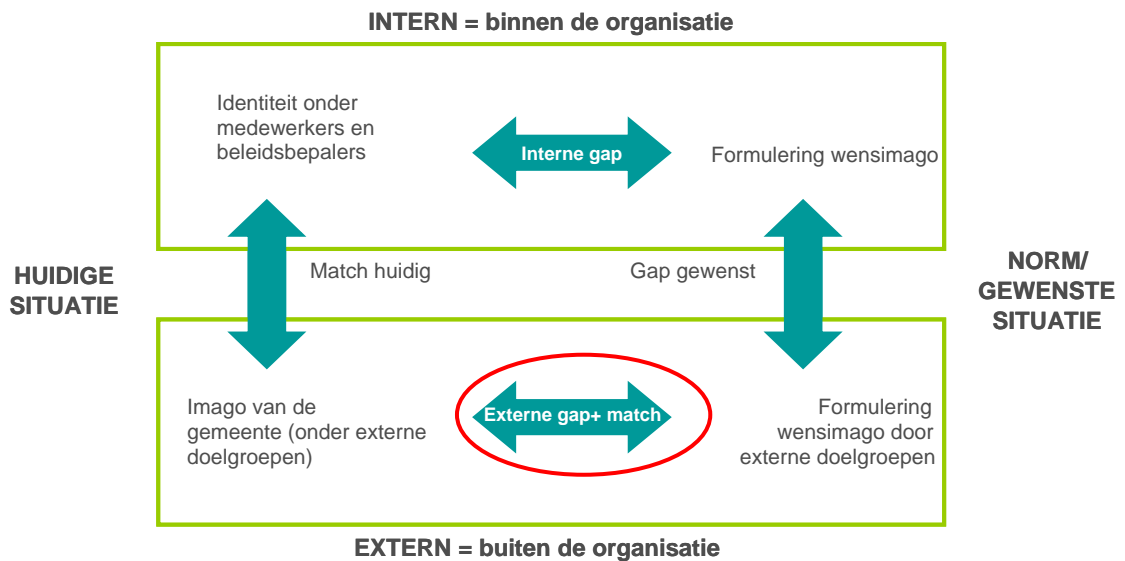 INTERN = binnen de organisatie
Identiteit onder
medewerkers en
beleidsbepalers
Interne gap
Formulering wensimago
HUIDIGE
SITUATIE
Match huidig
Gap gewenst
NORM/
GEWENSTE
SITUATIE
Imago van de
gemeente (onder externe
doelgroepen)
Externe gap+ match
Formulering
wensimago door
externe doelgroepen
EXTERN = buiten de organisatie